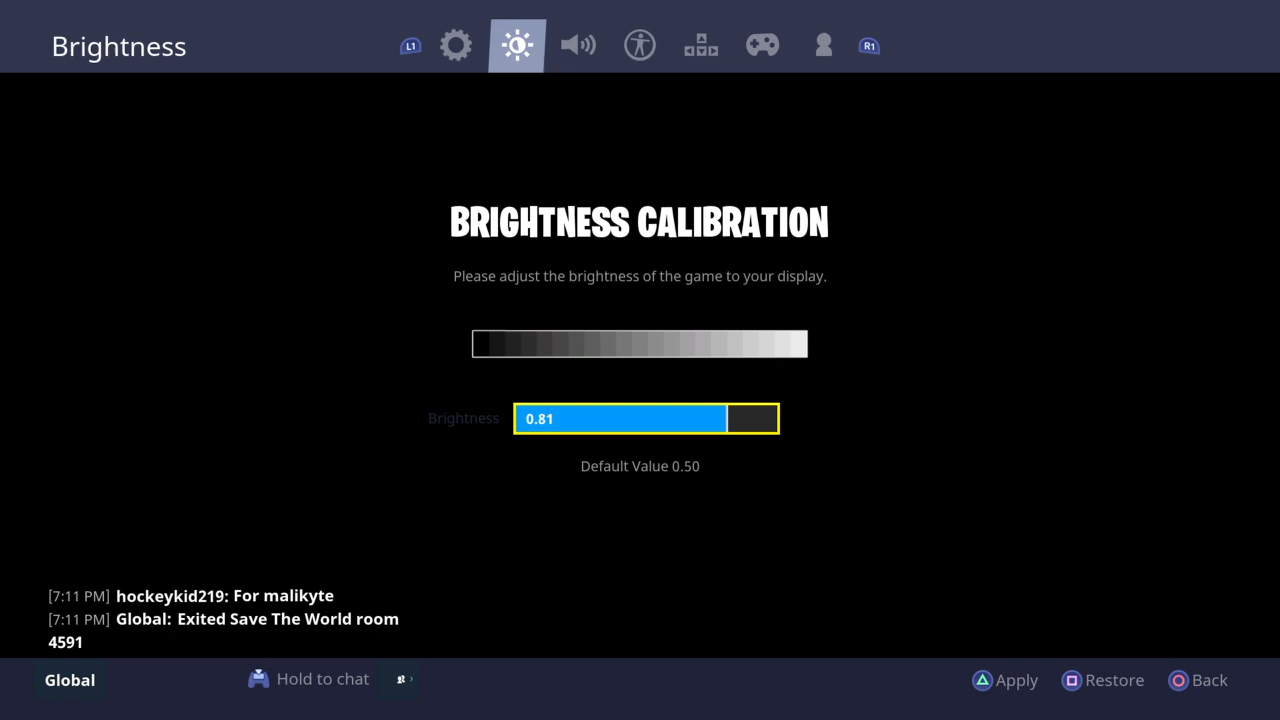 Brightness
L1
R1
BRIGHTNESS CALIBRATION
Please adjust the brightness of the game to your display.
Brightness
0.81
Default Value 0.50
[7:11 PM] hockeykid219: For malikyte
[7:11 PM] Global: Exited Save The World room
4591
Global
Hold to chat
Apply
Restore
Back